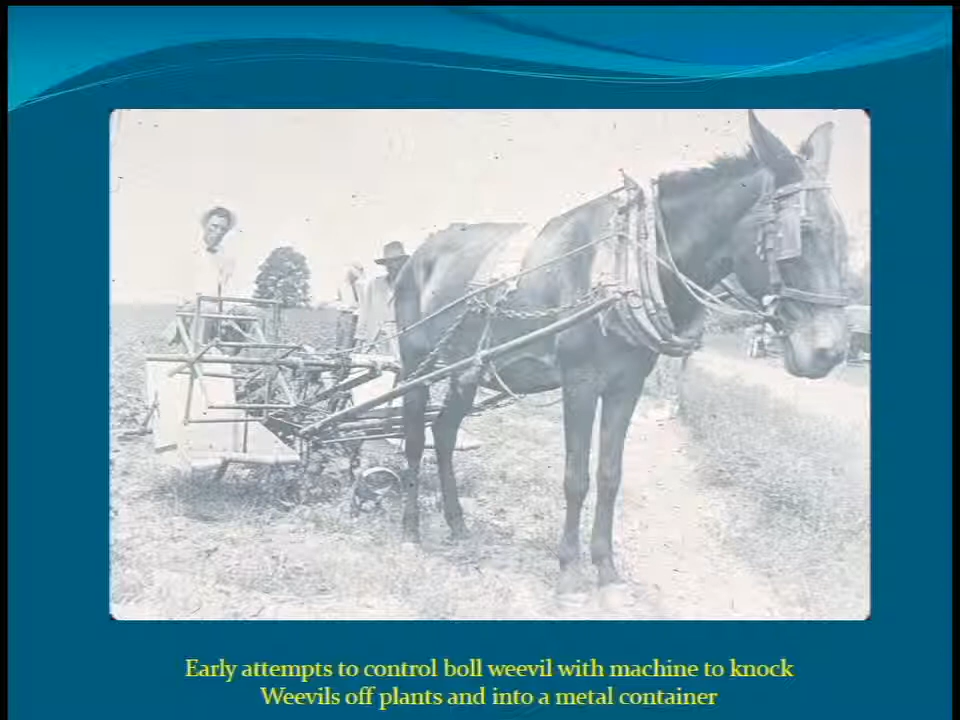 Early attempts to control boll weevil with machine to knock
Weevils off plants and into a metal container